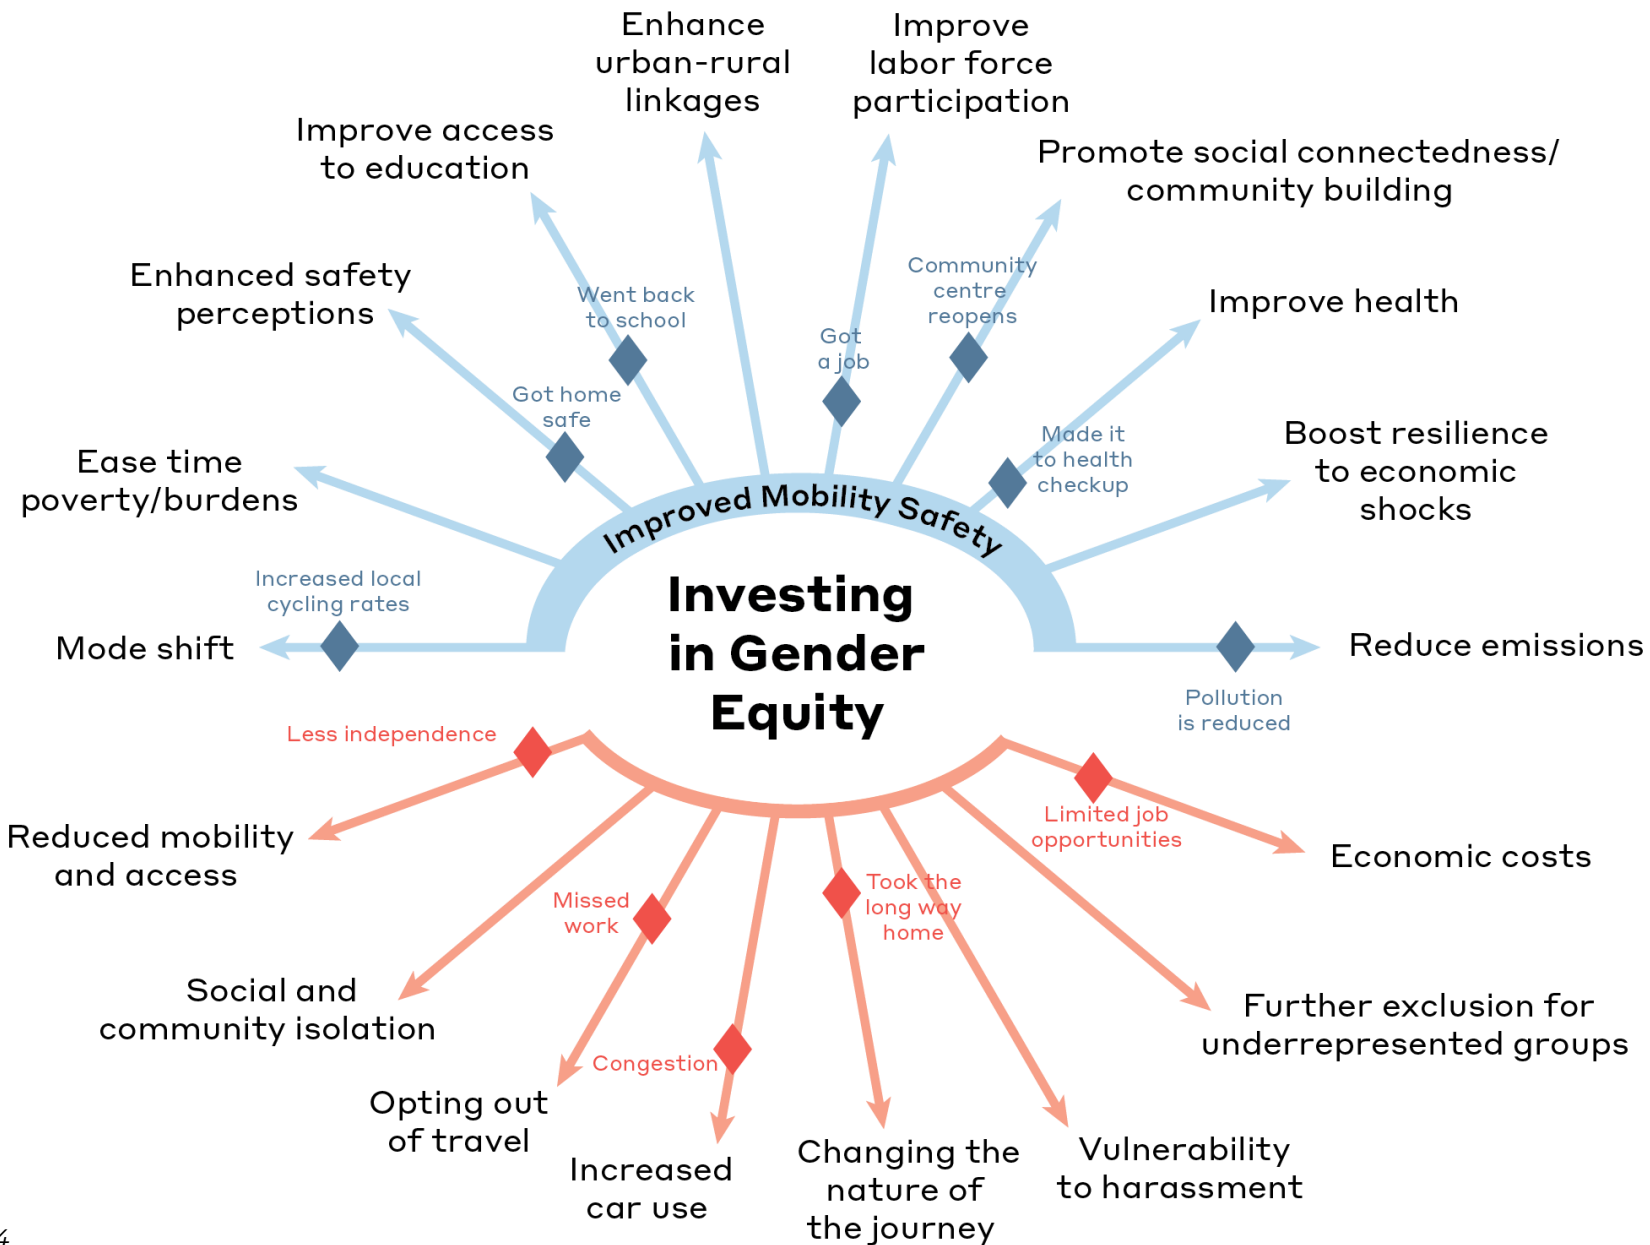 Enhance
urban-rural
linkages
Improve
labor force
participation
Improve access
to education
Promote social connectedness/
community building
Enhanced safety
perceptions
Went back
to school
Community
centre
reopens
Improve health
Got
a job
Got home
safe
Ease time
poverty/burdens
Made it
to health
checkup
Boost resilience
to economic
shocks
Improved Mobility Safety
Increased local
cycling rates
Mode shift
Investing
in Gender
Equity
Reduce emissions
Pollution
is reduced
Less independence
Reduced mobility
and access
Limited job
opportunities
Economic costs
Missed
work
Took the
long way
home
Social and
community isolation
Further exclusion for
underrepresented groups
Congestion
Opting out
of travel
Increased
car use
Changing the
nature of
the journey
Vulnerability
to harassment
4